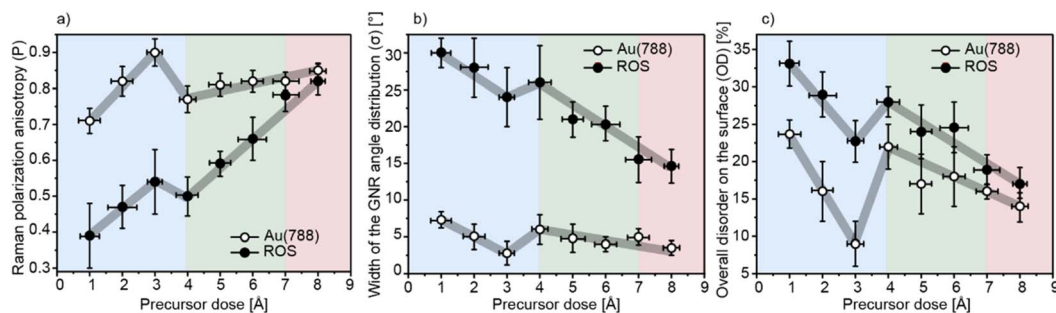 a)
Raman polarization anisotropy (P)
0.9
0.8
0.7
0.6
0.5
0.4
0.3
Au(788)
ROS
0 1 2 3 4 5 6 7 8 9
Precursor dose [Å]
b)
Width of the GNR angle distribution (σ) [°]
30
25
20
15
10
5
0
Au(788)
ROS
0 1 2 3 4 5 6 7 8 9
Precursor dose [Å]
c)
Overall disorder on the surface (OD) [%]
35
30
25
20
15
10
5
Au(788)
ROS
0 1 2 3 4 5 6 7 8 9
Precursor dose [Å]